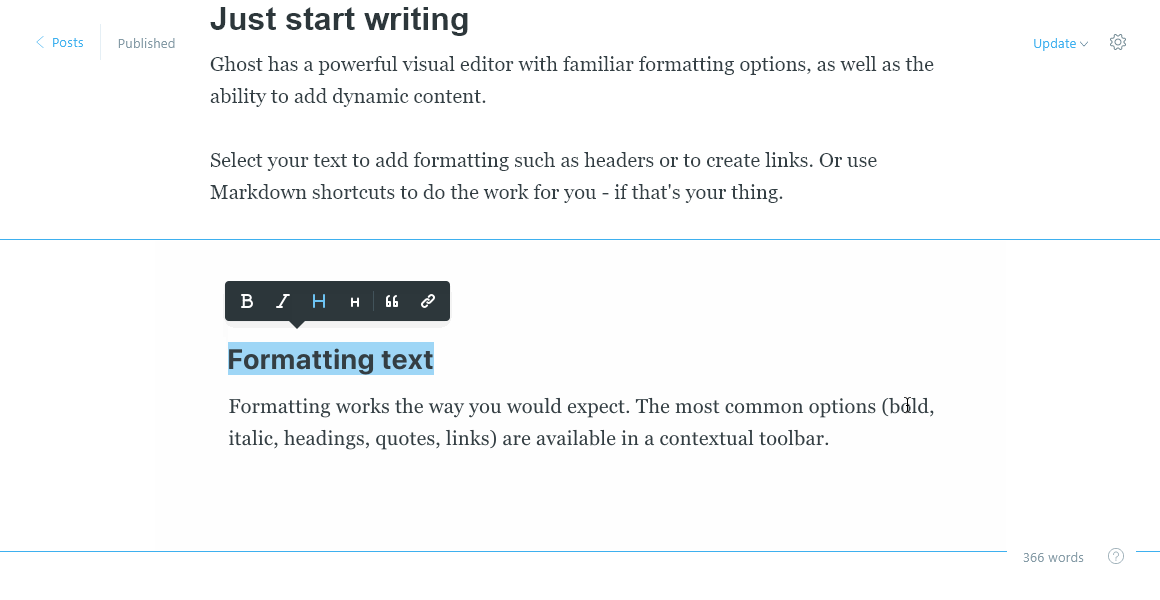 Just start writing
Posts
Published
Update
Ghost has a powerful visual editor with familiar formatting options, as well as the
ability to add dynamic content.
Select your text to add formatting such as headers or to create links. Or use
Markdown shortcuts to do the work for you - if that's your thing.
B I H H
Formatting text
Formatting works the way you would expect. The most common options (bold,
italic, headings, quotes, links) are available in a contextual toolbar.
366 words
?